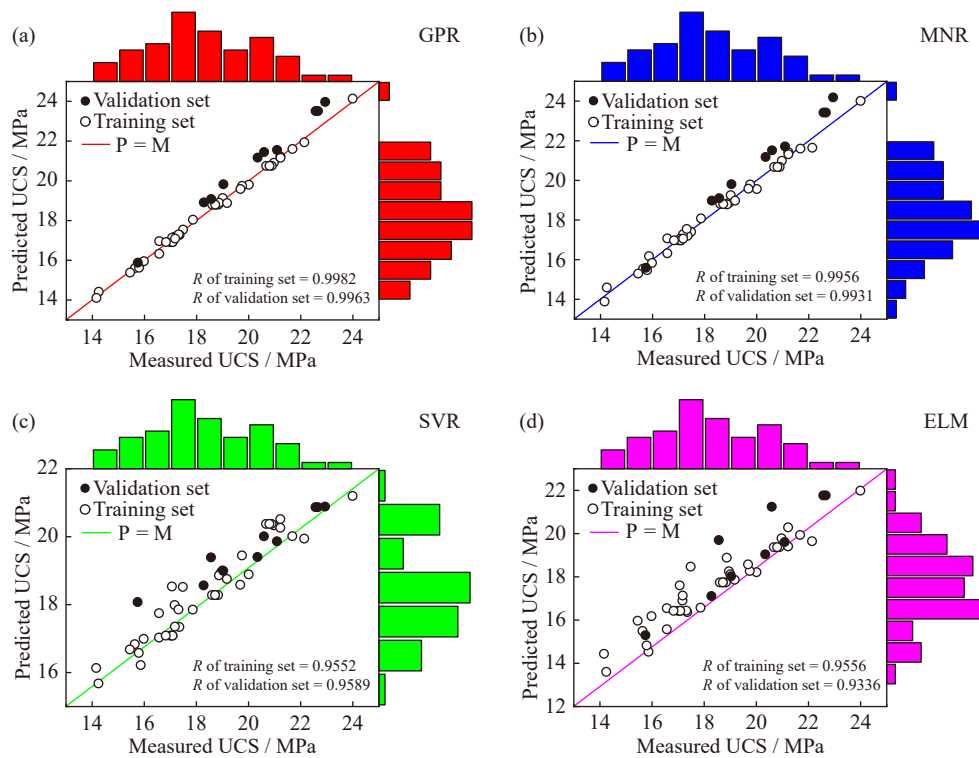 (a)
GPR
Validation set
Training set
P = M
R of training set = 0.9982
R of validation set = 0.9963
Predicted UCS / MPa
24
22
20
18
16
14
14 16 18 20 22 24
Measured UCS / MPa
(b)
MNR
Validation set
Training set
P = M
R of training set = 0.9956
R of validation set = 0.9931
Predicted UCS / MPa
24
22
20
18
16
14
14 16 18 20 22 24
Measured UCS / MPa
(c)
SVR
Validation set
Training set
P = M
R of training set = 0.9552
R of validation set = 0.9589
Predicted UCS / MPa
22
20
18
16
14 16 18 20 22 24
Measured UCS / MPa
(d)
ELM
Validation set
Training set
P = M
R of training set = 0.9556
R of validation set = 0.9336
Predicted UCS / MPa
22
20
18
16
14
12
14 16 18 20 22 24
Measured UCS / MPa